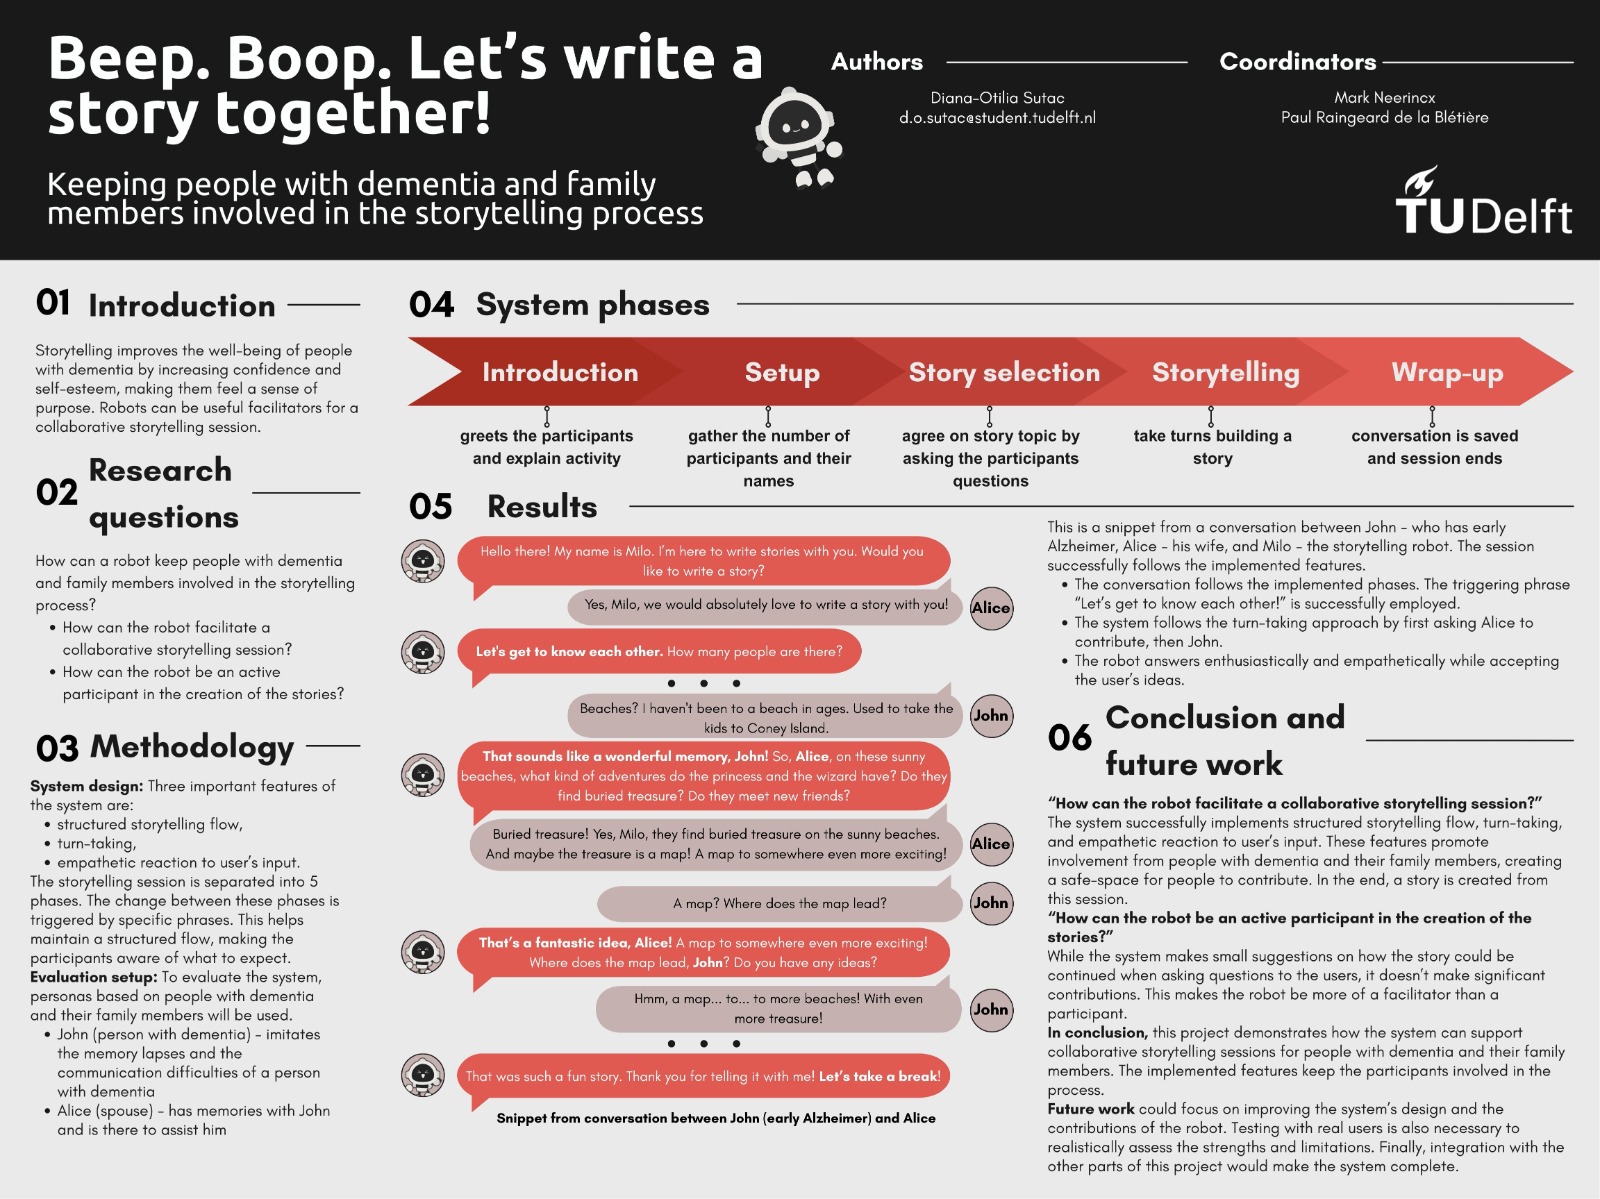 Beep. Boop. Let's write a
story together!
Keeping people with dementia and family
members involved in the storytelling process
Authors
Diana-Otilia Sutac
d.o.sutac@student.tudelft.nl
Coordinators
Mark Neerincx
Paul Raingeard de la Blétière
TUDelft
01 Introduction
Storytelling improves the well-being of people
with dementia by increasing confidence and
self-esteem, making them feel a sense of
purpose. Robots can be useful facilitators for a
collaborative storytelling session.
02 Research
questions
How can a robot keep people with dementia
and family members involved in the storytelling
process?
• How can the robot facilitate a
collaborative storytelling session?
• How can the robot be an active
participant in the creation of the stories?
03 Methodology
System design: Three important features of
the system are:
• structured storytelling flow,
• turn-taking,
• empathetic reaction to user's input.
The storytelling session is separated into 5
phases. The change between these phases is
triggered by specific phrases. This helps
maintain a structured flow, making the
participants aware of what to expect.
Evaluation setup: To evaluate the system,
personas based on people with dementia
and their family members will be used.
• John (person with dementia) - imitates
the memory lapses and the
communication difficulties of a person
with dementia
• Alice (spouse) - has memories with John
and is there to assist him
04 System phases
Introduction
Setup
Story selection
Storytelling
Wrap-up
greets the participants
and explain activity
gather the number of
participants and their
names
agree on story topic by
asking the participants
questions
take turns building a
story
conversation is saved
and session ends
05 Results
Hello there! My name is Milo. I'm here to write stories with you. Would you
like to write a story?
Yes, Milo, we would absolutely love to write a story with you!
Alice
Let's get to know each other. How many people are there?
• • •
Beaches? I haven't been to a beach in ages. Used to take the
kids to Coney Island.
John
That sounds like a wonderful memory, John! So, Alice, on these sunny
beaches, what kind of adventures do the princess and the wizard have? Do they
find buried treasure? Do they meet new friends?
Buried treasure! Yes, Milo, they find buried treasure on the sunny beaches.
And maybe the treasure is a map! A map to somewhere even more exciting!
Alice
A map? Where does the map lead?
John
That's a fantastic idea, Alice! A map to somewhere even more exciting!
Where does the map lead, John? Do you have any ideas?
Hmm, a map... to... to more beaches! With even
more treasure!
John
• • •
That was such a fun story. Thank you for telling it with me! Let's take a break!
Snippet from conversation between John (early Alzheimer) and Alice
This is a snippet from a conversation between John - who has early
Alzheimer, Alice - his wife, and Milo - the storytelling robot. The session
successfully follows the implemented features.
• The conversation follows the implemented phases. The triggering phrase
"Let's get to know each other!" is successfully employed.
• The system follows the turn-taking approach by first asking Alice to
contribute, then John.
• The robot answers enthusiastically and empathetically while accepting
the user's ideas.
06 Conclusion and
future work
"How can the robot facilitate a collaborative storytelling session?"
The system successfully implements structured storytelling flow, turn-taking,
and empathetic reaction to user's input. These features promote
involvement from people with dementia and their family members, creating
a safe-space for people to contribute. In the end, a story is created from
this session.
"How can the robot be an active participant in the creation of the
stories?"
While the system makes small suggestions on how the story could be
continued when asking questions to the users, it doesn't make significant
contributions. This makes the robot be more of a facilitator than a
participant.
In conclusion, this project demonstrates how the system can support
collaborative storytelling sessions for people with dementia and their family
members. The implemented features keep the participants involved in the
process.
Future work could focus on improving the system's design and the
contributions of the robot. Testing with real users is also necessary to
realistically assess the strengths and limitations. Finally, integration with the
other parts of this project would make the system complete.